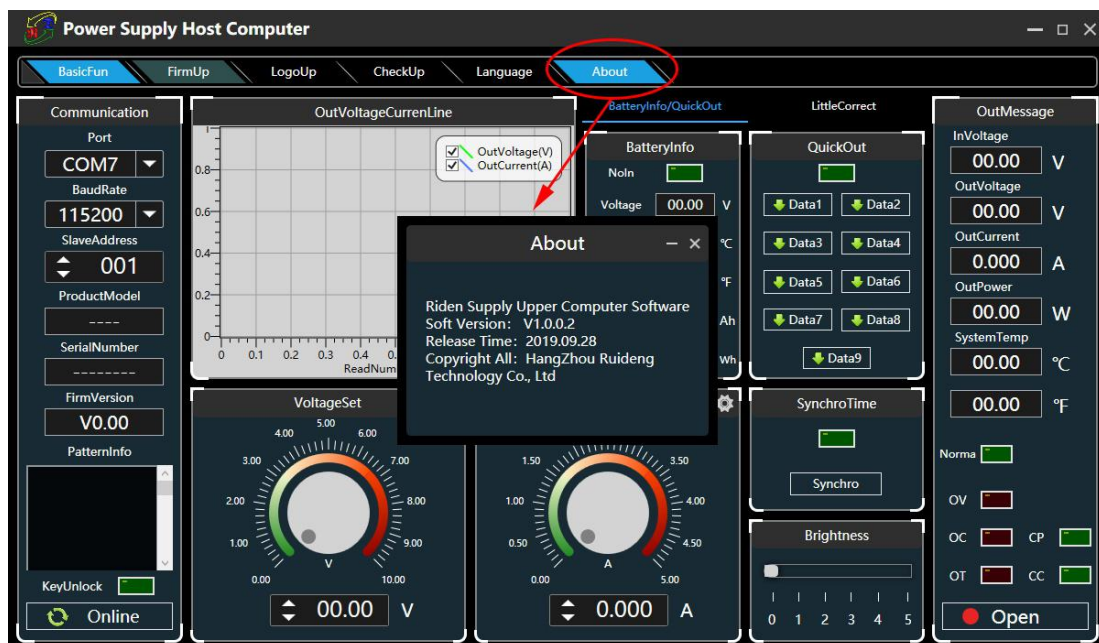 Power Supply Host Computer
BasicFun FirmUp LogoUp CheckUp Language About
Communication
Port
COM7
BaudRate
115200
SlaveAddress
001
ProductModel
----
SerialNumber
--------
FirmVersion
V0.00
PatternInfo
KeyUnlock
Online
OutVoltageCurrenLine
1
0.8
0.6
0.4
0.2
0
0 0.1 0.2 0.3 0.4 0.
ReadNum
OutVoltage(V)
OutCurrent(A)
BatteryInfo/QuickOut LittleCorrect
BatteryInfo
NoIn
Voltage 00.00 V
℃
℉
Ah
Wh
QuickOut
Data1 Data2
Data3 Data4
Data5 Data6
Data7 Data8
Data9
About
Riden Supply Upper Computer Software
Soft Version: V1.0.0.2
Release Time: 2019.09.28
Copyright All: HangZhou Ruideng
Technology Co., Ltd
VoltageSet
0.00 1.00 2.00 3.00 4.00 5.00 6.00 7.00 8.00 9.00 10.00
V
00.00 V
0.00 0.50 1.00 1.50 3.50 4.00 4.50 5.00
A
0.000 A
SynchroTime
Synchro
Brightness
0 1 2 3 4 5
OutMessage
InVoltage
00.00 V
OutVoltage
00.00 V
OutCurrent
0.000 A
OutPower
00.00 W
SystemTemp
00.00 ℃
00.00 ℉
Norma
OV
OC CP
OT CC
Open